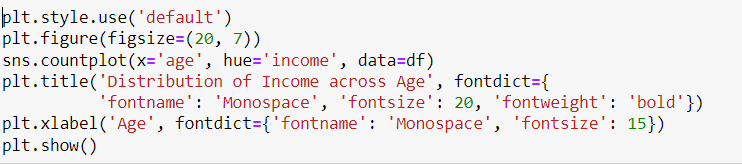 plt.style.use('default')
plt.figure(figsize=(20, 7))
sns.countplot(x='age', hue='income', data=df)
plt.title('Distribution of Income across Age', fontdict={
          'fontname': 'Monospace', 'fontsize': 20, 'fontweight': 'bold'})
plt.xlabel('Age', fontdict={'fontname': 'Monospace', 'fontsize': 15})
plt.show()